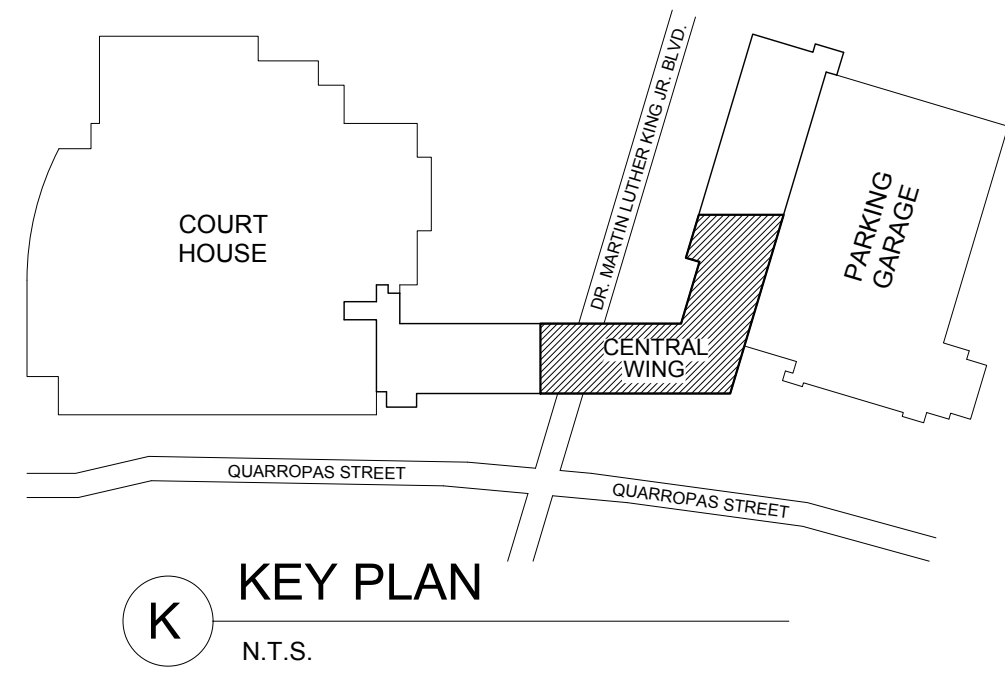 DR. MARTIN LUTHER KING JR. BLVD.
COURT
HOUSE
PARKING
GARAGE
CENTRAL
WING
QUARROPAS STREET
QUARROPAS STREET
K
KEY PLAN
N.T.S.